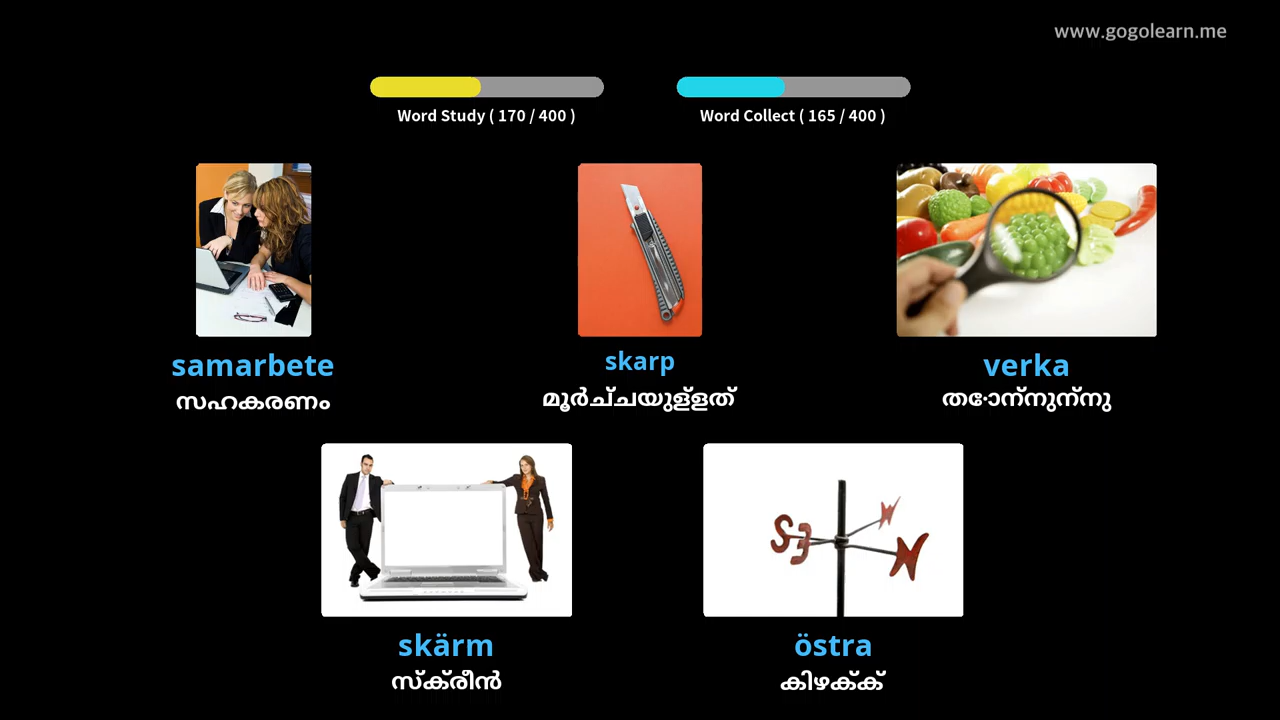 www.gogolearn.me
Word Study ( 170 / 400 )
Word Collect ( 165 / 400 )
samarbete
സഹകരണം
skarp
മൂർച്ചയുള്ളത്
verka
തോന്നുന്നു
skärm
സ്ക്രീൻ
östra
കിഴക്ക്
S
E
N
W